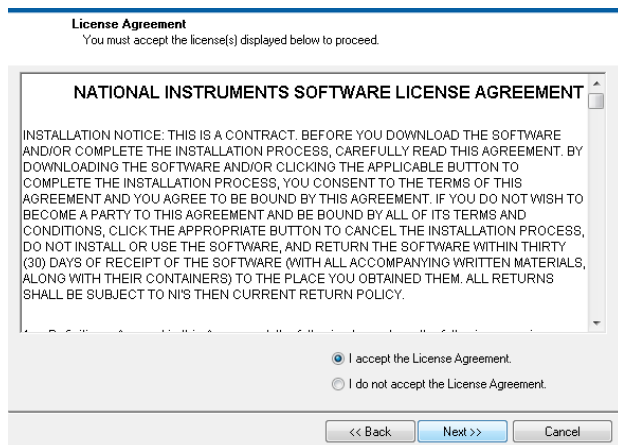 License Agreement
You must accept the license(s) displayed below to proceed.
NATIONAL INSTRUMENTS SOFTWARE LICENSE AGREEMENT
INSTALLATION NOTICE: THIS IS A CONTRACT. BEFORE YOU DOWNLOAD THE SOFTWARE
AND/OR COMPLETE THE INSTALLATION PROCESS, CAREFULLY READ THIS AGREEMENT. BY
DOWNLOADING THE SOFTWARE AND/OR CLICKING THE APPLICABLE BUTTON TO
COMPLETE THE INSTALLATION PROCESS, YOU CONSENT TO THE TERMS OF THIS
AGREEMENT AND YOU AGREE TO BE BOUND BY THIS AGREEMENT. IF YOU DO NOT WISH TO
BECOME A PARTY TO THIS AGREEMENT AND BE BOUND BY ALL OF ITS TERMS AND
CONDITIONS, CLICK THE APPROPRIATE BUTTON TO CANCEL THE INSTALLATION PROCESS,
DO NOT INSTALL OR USE THE SOFTWARE, AND RETURN THE SOFTWARE WITHIN THIRTY
(30) DAYS OF RECEIPT OF THE SOFTWARE (WITH ALL ACCOMPANYING WRITTEN MATERIALS,
ALONG WITH THEIR CONTAINERS) TO THE PLACE YOU OBTAINED THEM. ALL RETURNS
SHALL BE SUBJECT TO NI'S THEN CURRENT RETURN POLICY.
I accept the License Agreement.
I do not accept the License Agreement.
<< Back
Next >>
Cancel